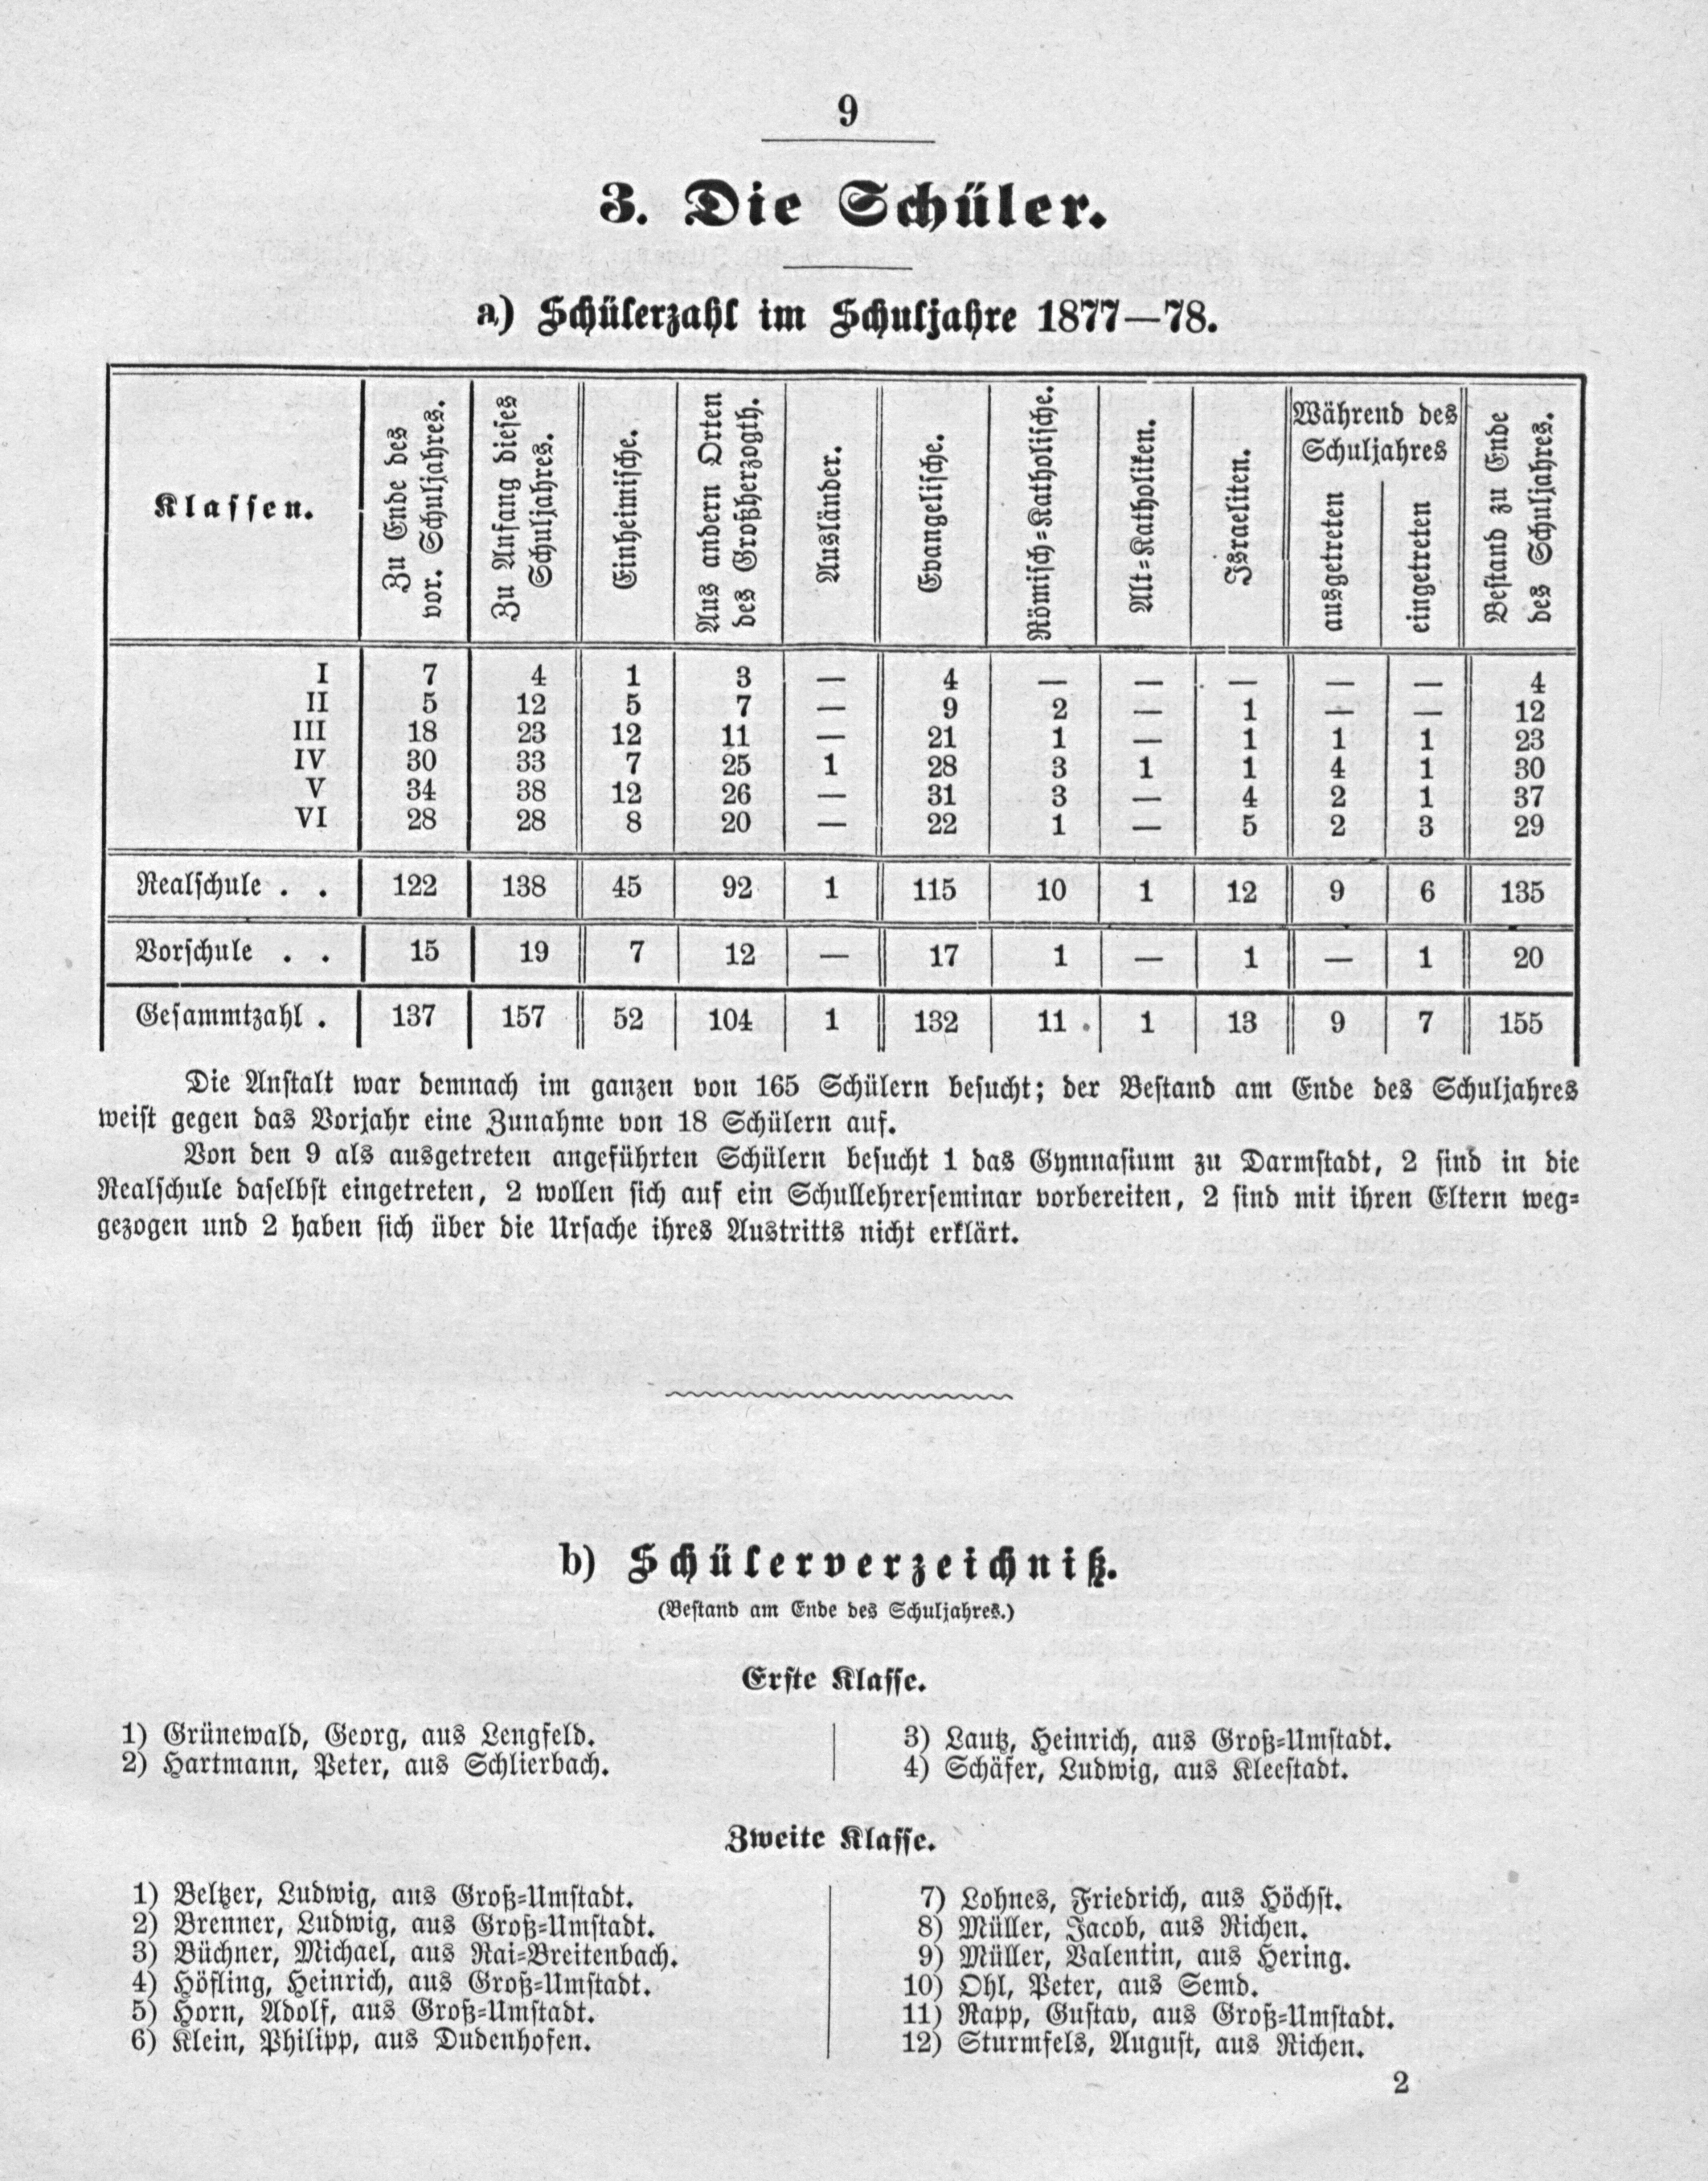 9
3. Die Schüler.
a) Schülerzahl im Schuljahre 1877—78.
Klassen. Zu Ende des vor. Schuljahres. Zu Anfang dieses Schuljahres. Einheimische. Aus andern Orten des Großherzogth. Ausländer. Evangelische. Römisch-Katholische. Alt-Katholiken. Israeliten. Während des Schuljahres ausgetreten eingetreten Bestand zu Ende des Schuljahres.
I 7 4 1 3 — 4 — — — — — 4
II 5 12 5 7 — 9 2 — 1 — — 12
III 18 23 12 11 — 21 1 — 1 1 1 23
IV 30 33 7 25 1 28 3 1 1 4 1 30
V 34 38 12 26 — 31 3 — 4 2 1 37
VI 28 28 8 20 — 22 1 — 5 2 3 29
Realschule . . 122 138 45 92 1 115 10 1 12 9 6 135
Vorschule . . 15 19 7 12 — 17 1 — 1 — 1 20
Gesammtzahl . 137 157 52 104 1 132 11 1 13 9 7 155
Die Anstalt war demnach im ganzen von 165 Schülern besucht; der Bestand am Ende des Schuljahres
weist gegen das Vorjahr eine Zunahme von 18 Schülern auf.
Von den 9 als ausgetreten angeführten Schülern besucht 1 das Gymnasium zu Darmstadt, 2 sind in die
Realschule daselbst eingetreten, 2 wollen sich auf ein Schullehrerseminar vorbereiten, 2 sind mit ihren Eltern weg-
gezogen und 2 haben sich über die Ursache ihres Austritts nicht erklärt.
b) Schülerverzeichniß.
(Bestand am Ende des Schuljahres.)
Erste Klasse.
1) Grünewald, Georg, aus Lengfeld.
2) Hartmann, Peter, aus Schlierbach.
3) Lautz, Heinrich, aus Groß-Umstadt.
4) Schäfer, Ludwig, aus Kleestadt.
Zweite Klasse.
1) Beltzer, Ludwig, aus Groß-Umstadt.
2) Brenner, Ludwig, aus Groß-Umstadt.
3) Büchner, Michael, aus Rai-Breitenbach.
4) Höfling, Heinrich, aus Groß-Umstadt.
5) Horn, Adolf, aus Groß-Umstadt.
6) Klein, Philipp, aus Dudenhofen.
7) Lohnes, Friedrich, aus Höchst.
8) Müller, Jacob, aus Richen.
9) Müller, Valentin, aus Hering.
10) Ohl, Peter, aus Semd.
11) Rapp, Gustav, aus Groß-Umstadt.
12) Sturmfels, August, aus Richen.
2